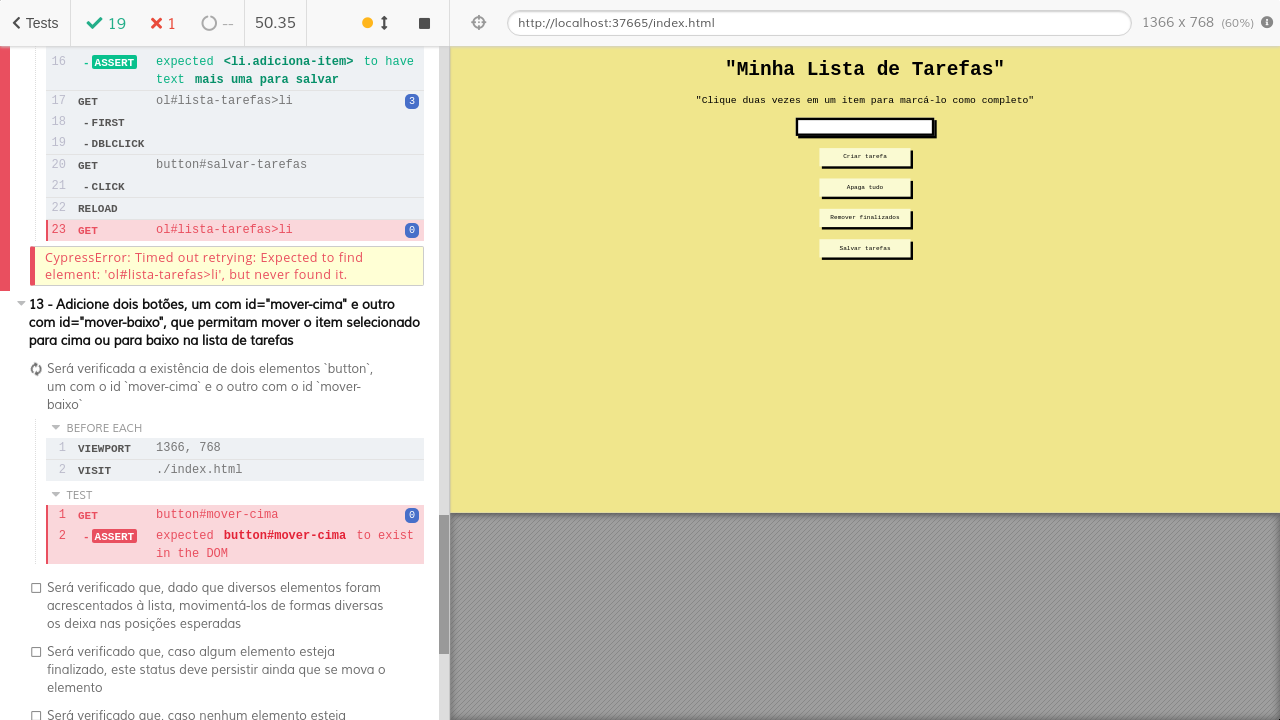 Tests 19 1 -- 50.35
http://localhost:37665/index.html 1366 x 768 (60%)
16 -ASSERT expected <li.adiciona-item> to have
text mais uma para salvar
17 GET ol#lista-tarefas>li 3
18 -FIRST
19 -DBLCLICK
20 GET button#salvar-tarefas
21 -CLICK
22 RELOAD
23 GET ol#lista-tarefas>li 0
CypressError: Timed out retrying: Expected to find
element: 'ol#lista-tarefas>li', but never found it.
13 - Adicione dois botões, um com id="mover-cima" e outro
com id="mover-baixo", que permitam mover o item selecionado
para cima ou para baixo na lista de tarefas
Será verificada a existência de dois elementos `button`,
um com o id `mover-cima` e o outro com o id `mover-
baixo`
BEFORE EACH
1 VIEWPORT 1366, 768
2 VISIT ./index.html
TEST
1 GET button#mover-cima 0
2 -ASSERT expected button#mover-cima to exist
in the DOM
Será verificado que, dado que diversos elementos foram
acrescentados à lista, movimentá-los de formas diversas
os deixa nas posições esperadas
Será verificado que, caso algum elemento esteja
finalizado, este status deve persistir ainda que se mova o
elemento
Será verificado que, caso nenhum elemento esteja
"Minha Lista de Tarefas"
"Clique duas vezes em um item para marcá-lo como completo"
Criar tarefa
Apaga tudo
Remover finalizados
Salvar tarefas